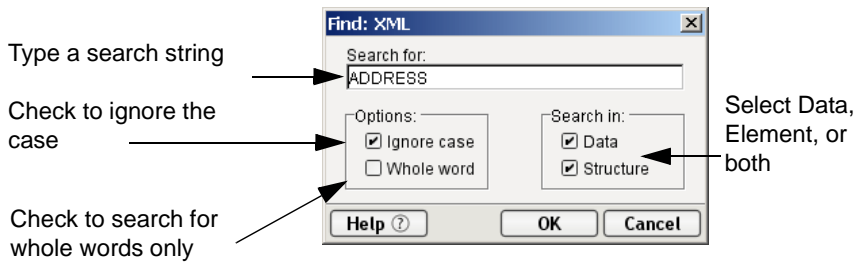 Find: XML
Type a search string
Search for:
ADDRESS
Check to ignore the
case
Options:
Ignore case
Whole word
Search in:
Data
Structure
Select Data,
Element, or
both
Check to search for
whole words only
Help ?
OK
Cancel